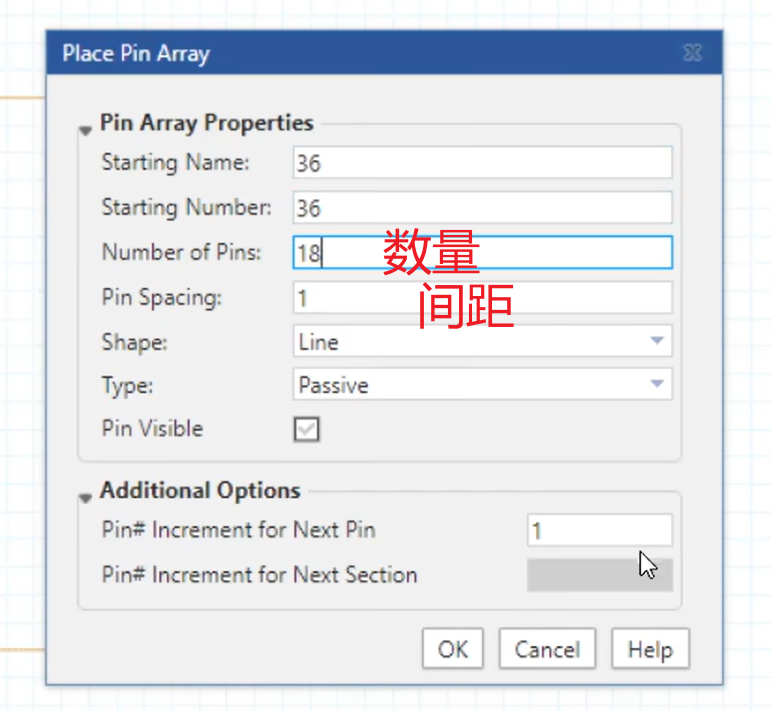 Place Pin Array
Pin Array Properties
Starting Name: 36
Starting Number: 36
Number of Pins: 18 数量
Pin Spacing: 1 间距
Shape: Line
Type: Passive
Pin Visible
Additional Options
Pin# Increment for Next Pin 1
Pin# Increment for Next Section
OK Cancel Help